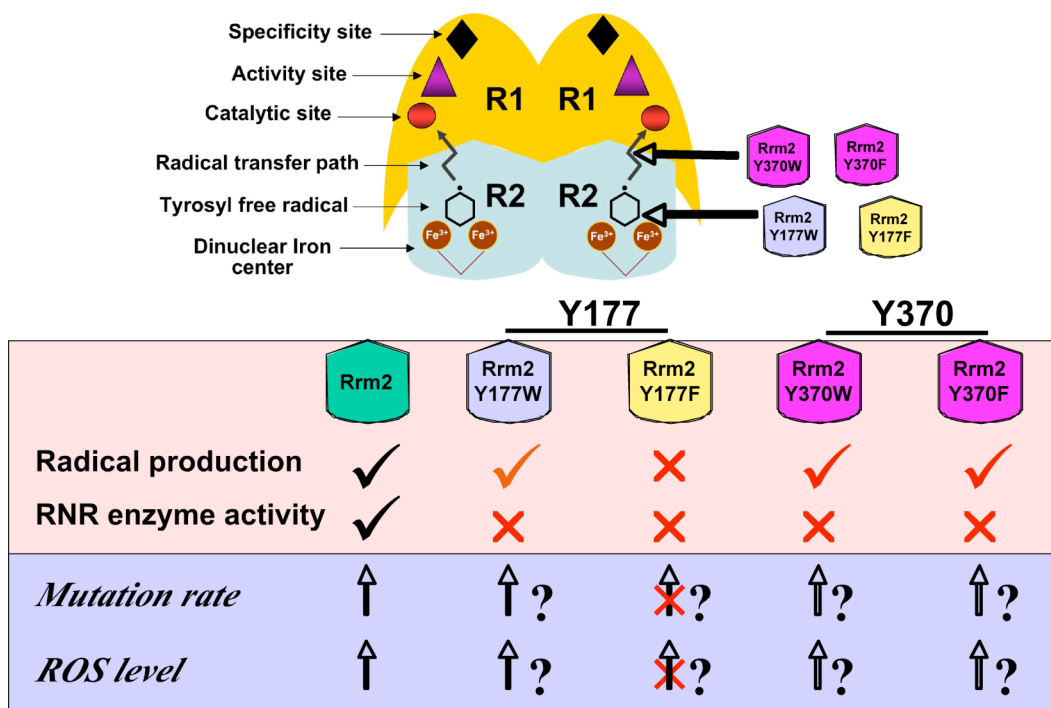 Specificity site
Activity site
Catalytic site
Radical transfer path
Tyrosyl free radical
Dinuclear Iron
center
R1 R1
R2 R2
Fe3+ Fe3+ Fe3+ Fe3+
Rrm2
Y370W
Rrm2
Y370F
Rrm2
Y177W
Rrm2
Y177F
Y177 Y370
Rrm2
Rrm2
Y177W
Rrm2
Y177F
Rrm2
Y370W
Rrm2
Y370F
Radical production
RNR enzyme activity
Mutation rate ? ? ? ?
ROS level ? ? ? ?